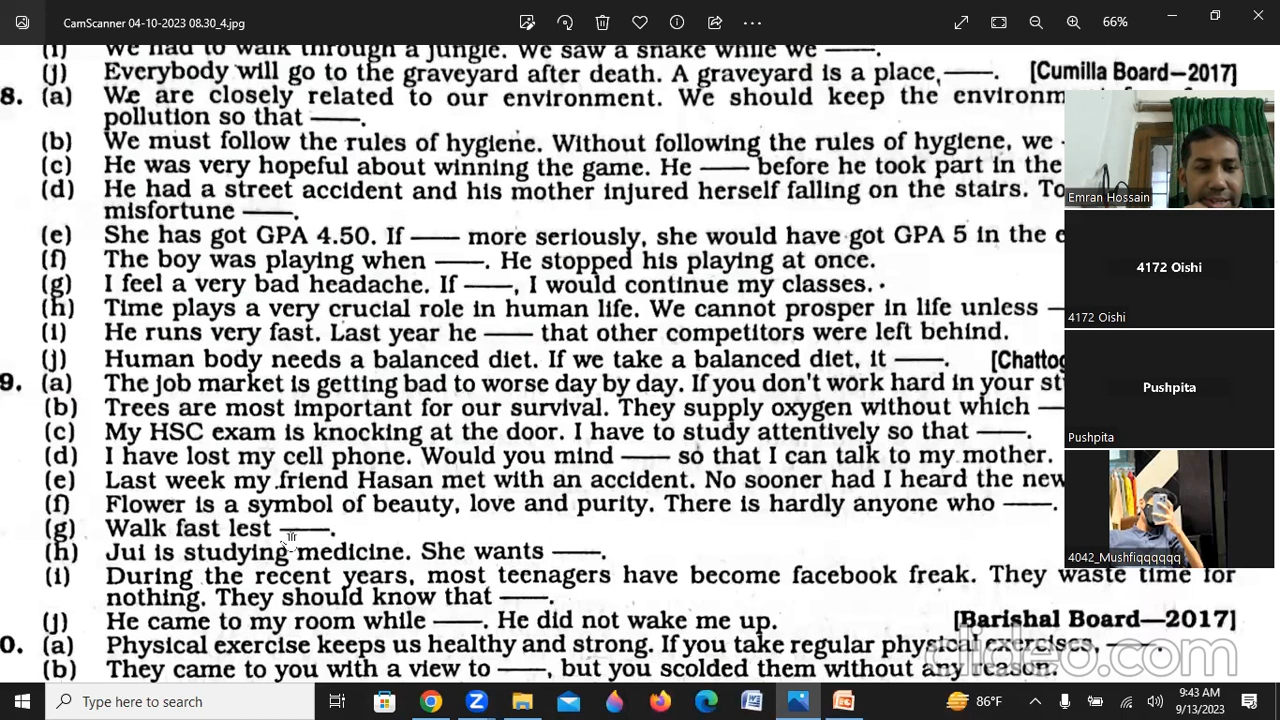 CamScanner 04-10-2023 08.30_4.jpg
66%
(i) We had to walk through a jungle. We saw a snake while we ——.
(j) Everybody will go to the graveyard after death. A graveyard is a place, ——. [Cumilla Board—2017]
8. (a) We are closely related to our environment. We should keep the environm
pollution so that ——.
(b) We must follow the rules of hygiene. Without following the rules of hygiene, we
(c) He was very hopeful about winning the game. He —— before he took part in the
(d) He had a street accident and his mother injured herself falling on the stairs. To
misfortune ——.
(e) She has got GPA 4.50. If —— more seriously, she would have got GPA 5 in the e
(f) The boy was playing when ——. He stopped his playing at once.
(g) I feel a very bad headache. If ——, I would continue my classes.
(h) Time plays a very crucial role in human life. We cannot prosper in life unless —
(i) He runs very fast. Last year he —— that other competitors were left behind.
(j) Human body needs a balanced diet. If we take a balanced diet, it ——. [Chattog
9. (a) The job market is getting bad to worse day by day. If you don't work hard in your st
(b) Trees are most important for our survival. They supply oxygen without which —
(c) My HSC exam is knocking at the door. I have to study attentively so that ——.
(d) I have lost my cell phone. Would you mind —— so that I can talk to my mother.
(e) Last week my friend Hasan met with an accident. No sooner had I heard the new
(f) Flower is a symbol of beauty, love and purity. There is hardly anyone who ——.
(g) Walk fast lest ——.
(h) Jui is studying medicine. She wants ——.
(i) During the recent years, most teenagers have become facebook freak. They waste time for
nothing. They should know that ——.
(j) He came to my room while ——. He did not wake me up. [Barishal Board—2017]
0. (a) Physical exercise keeps us healthy and strong. If you take regular physical exercises, ——.
(b) They came to you with a view to ——, but you scolded them without any reason.
Emran Hossain
4172 Oishi
4172 Oishi
Pushpita
Pushpita
4042_Mushfiqqqqqq
clideo.com
Type here to search
86°F
9:43 AM
9/13/2023